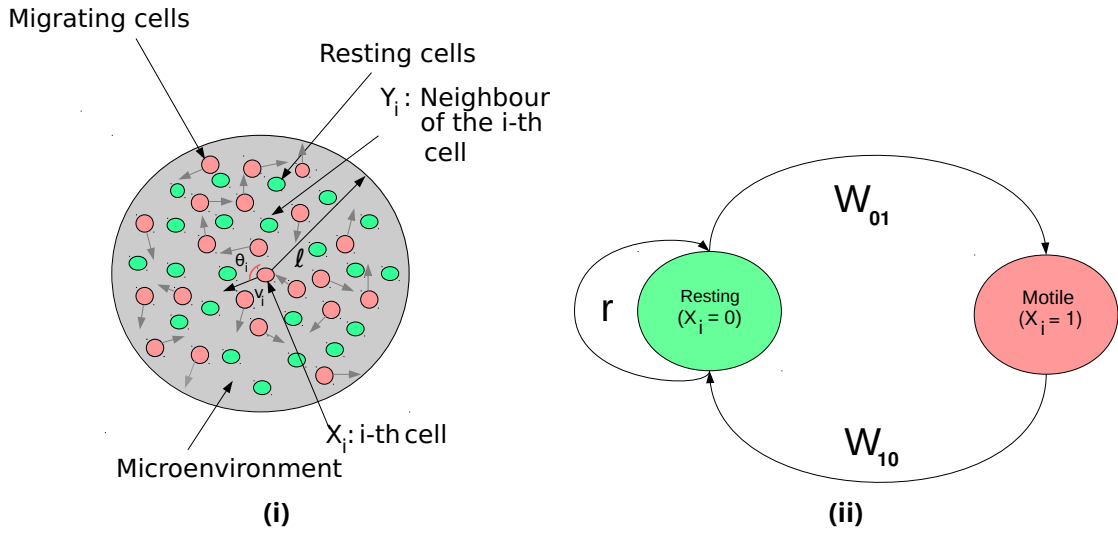 Migrating cells
Resting cells
Y_i : Neighbour
of the i-th
cell
θ_i
ℓ
v_i
X_i: i-th cell
Microenvironment
(i)
W_01
r
Resting
(X_i = 0)
Motile
(X_i = 1)
W_10
(ii)